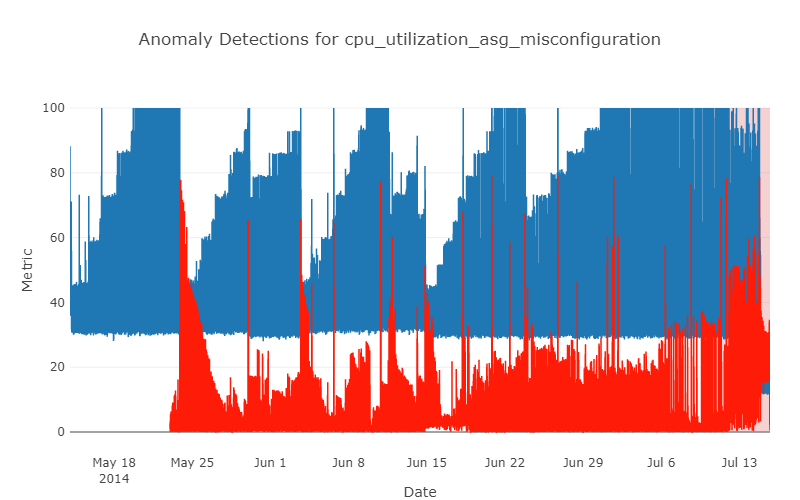 Anomaly Detections for cpu_utilization_asg_misconfiguration
100
80
60
40
20
0
Metric
May 18 May 25 Jun 1 Jun 8 Jun 15 Jun 22 Jun 29 Jul 6 Jul 13
2014
Date